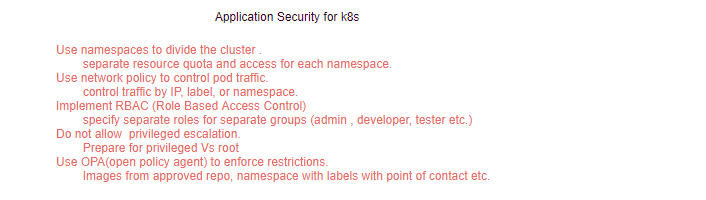 Application Security for k8s
Use namespaces to divide the cluster .
separate resource quota and access for each namespace.
Use network policy to control pod traffic.
control traffic by IP, label, or namespace.
Implement RBAC (Role Based Access Control)
specify separate roles for separate groups (admin , developer, tester etc.)
Do not allow  privileged escalation.
Prepare for privileged Vs root
Use OPA(open policy agent) to enforce restrictions.
Images from approved repo, namespace with labels with point of contact etc.